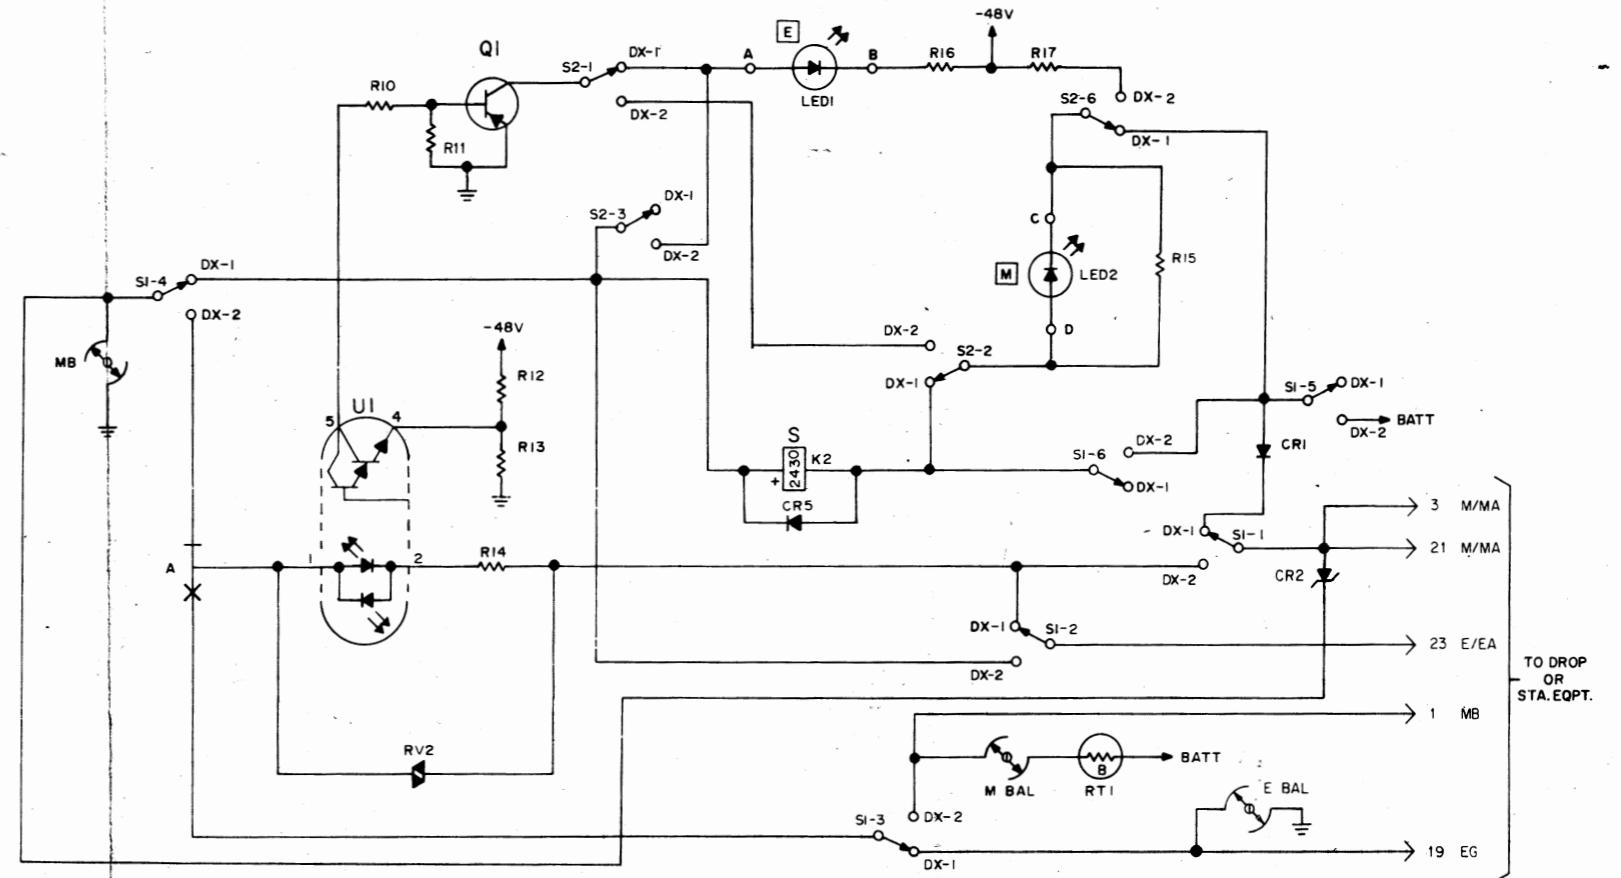 -48V
E
Q1
DX-1
A
B
R16
R17
S2-1
R10
LED1
DX-2
S2-6
DX-2
DX-1
R11
DX-1
S2-3
DX-2
C
R15
M
LED2
DX-1
S1-4
DX-2
D
-48V
DX-2
S2-2
MB
R12
DX-1
S1-5
DX-1
DX-2
BATT
U1
5
4
R13
S
2430
K2
+
CR5
DX-2
S1-6
DX-1
CR1
3 M/MA
DX-1
S1-1
21 M/MA
1
2
R14
A
DX-2
CR2
DX-1
S1-2
23 E/EA
DX-2
TO DROP
OR
STA. EQPT.
1 MB
RV2
BATT
M BAL
B
RT1
E BAL
S1-3
DX-2
DX-1
19 EG